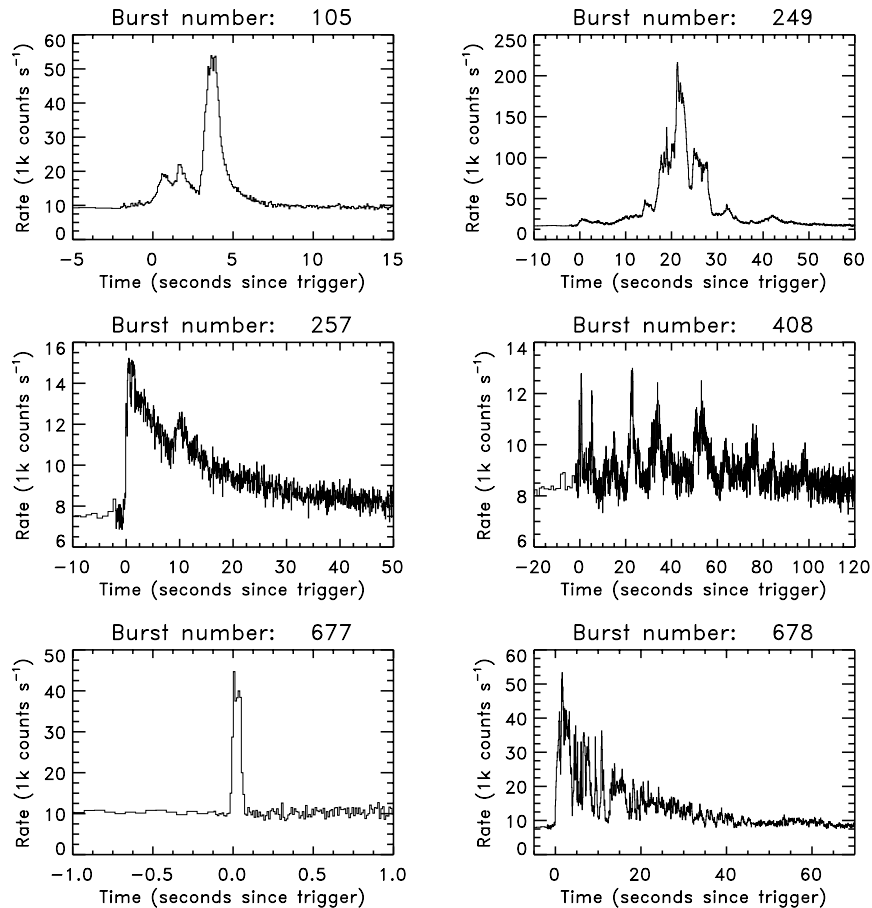 Burst number: 105
Rate (1k counts s⁻¹)
60
50
40
30
20
10
0
−5 0 5 10 15
Time (seconds since trigger)
Burst number: 249
Rate (1k counts s⁻¹)
250
200
150
100
50
0
−10 0 10 20 30 40 50 60
Time (seconds since trigger)
Burst number: 257
Rate (1k counts s⁻¹)
16
14
12
10
8
6
−10 0 10 20 30 40 50
Time (seconds since trigger)
Burst number: 408
Rate (1k counts s⁻¹)
14
12
10
8
6
−20 0 20 40 60 80 100 120
Time (seconds since trigger)
Burst number: 677
Rate (1k counts s⁻¹)
50
40
30
20
10
0
−1.0 −0.5 0.0 0.5 1.0
Time (seconds since trigger)
Burst number: 678
Rate (1k counts s⁻¹)
60
50
40
30
20
10
0
0 20 40 60
Time (seconds since trigger)